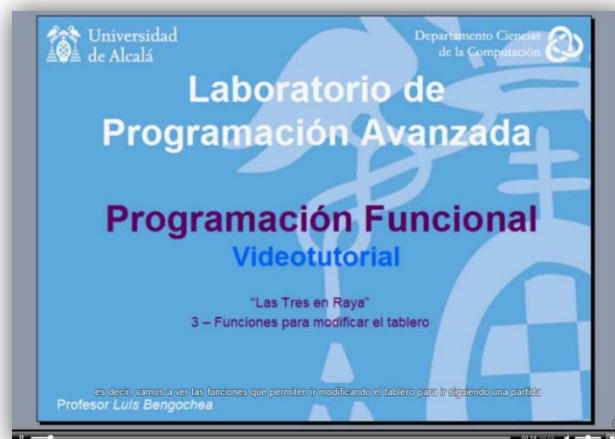 Universidad
de Alcalá
Departamento Ciencias
de la Computación
Laboratorio de
Programación Avanzada
Programación Funcional
Videotutorial
"Las Tres en Raya"
3 – Funciones para modificar el tablero
es decir, vamos a ver las funciones que permiten ir modificando el tablero para ir siguiendo una partida
Profesor Luis Bengochea